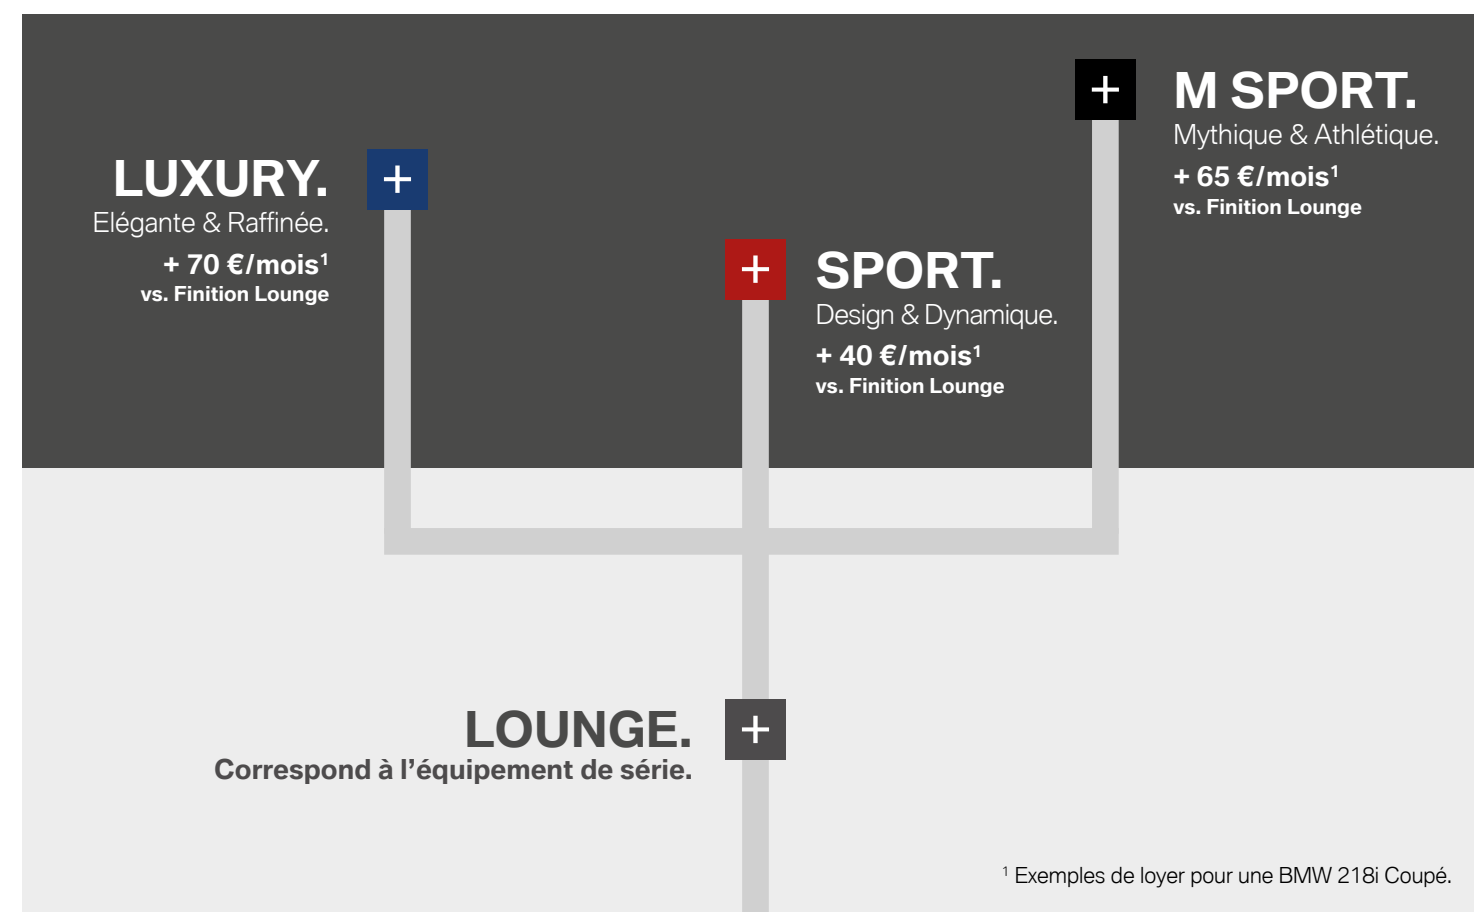 M SPORT.
Mythique & Athlétique.
+ 65 €/mois¹
vs. Finition Lounge
LUXURY.
Elégante & Raffinée.
+ 70 €/mois¹
vs. Finition Lounge
SPORT.
Design & Dynamique.
+ 40 €/mois¹
vs. Finition Lounge
LOUNGE.
Correspond à l’équipement de série.
¹ Exemples de loyer pour une BMW 218i Coupé.